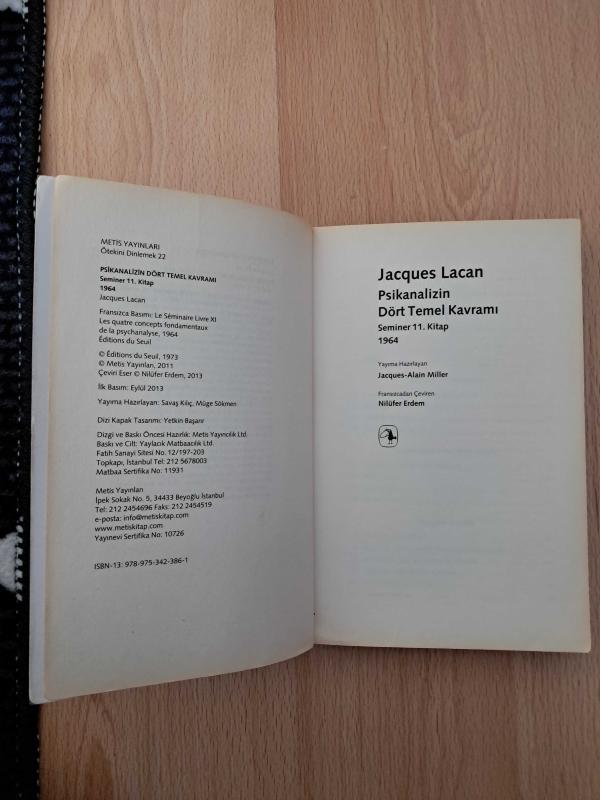 METİS YAYINLARI
Ötekini Dinlemek 22
PSİKANALİZİN DÖRT TEMEL KAVRAMI
Seminer 11. Kitap
1964
Jacques Lacan
Fransızca Basımı: Le Séminaire Livre XI
Les quatre concepts fondamentaux
de la psychanalyse, 1964
Éditions du Seuil
© Éditions du Seuil, 1973
© Metis Yayınları, 2011
Çeviri Eser © Nilüfer Erdem, 2013
İlk Basım: Eylül 2013
Yayıma Hazırlayan: Savaş Kılıç, Müge Sökmen
Dizi Kapak Tasarımı: Yetkin Başarır
Dizgi ve Baskı Öncesi Hazırlık: Metis Yayıncılık Ltd.
Baskı ve Cilt: Yaylacık Matbaacılık Ltd.
Fatih Sanayi Sitesi No. 12/197-203
Topkapı, İstanbul Tel: 212 5678003
Matbaa Sertifika No: 11931
Metis Yayınları
İpek Sokak No. 5, 34433 Beyoğlu İstanbul
Tel: 212 2454696 Faks: 212 2454519
e-posta: info@metiskitap.com
www.metiskitap.com
Yayınevi Sertifika No: 10726
ISBN-13: 978-975-342-386-1
Jacques Lacan
Psikanalizin
Dört Temel Kavramı
Seminer 11. Kitap
1964
Yayıma Hazırlayan
Jacques-Alain Miller
Fransızcadan Çeviren
Nilüfer Erdem